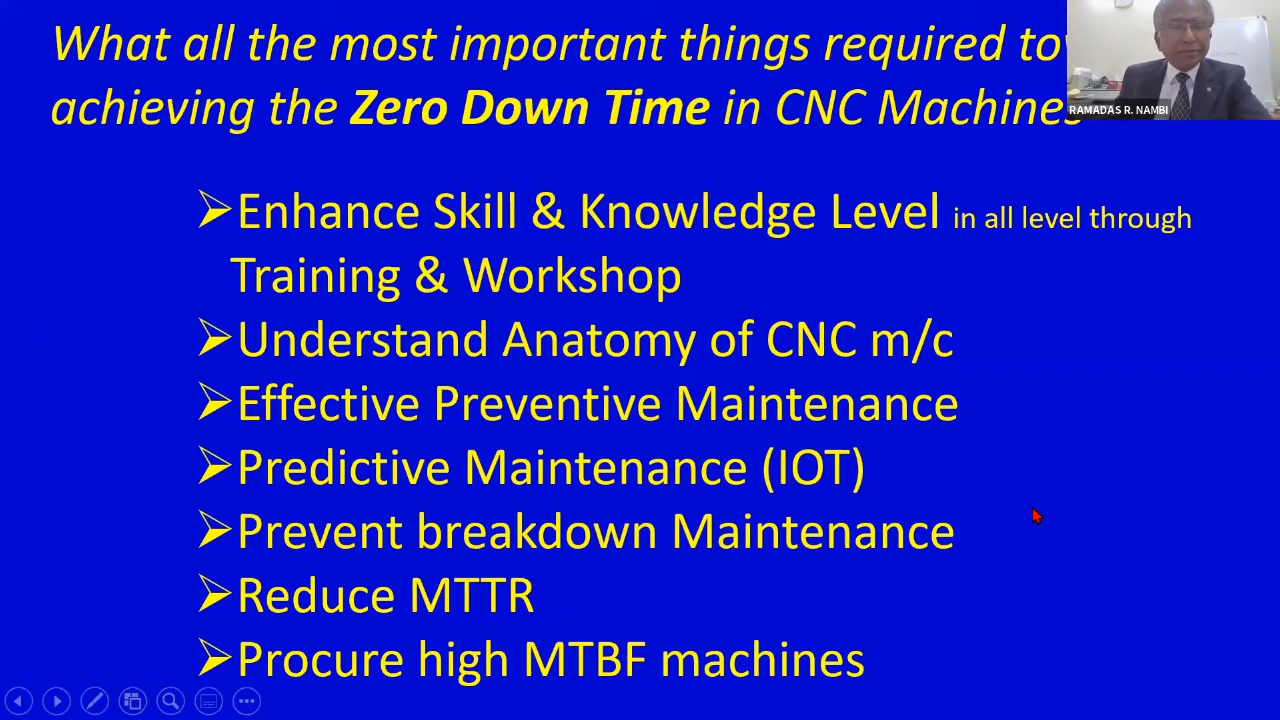 What all the most important things required to
achieving the Zero Down Time in CNC Machines
RAMADAS R. NAMBI
➢Enhance Skill & Knowledge Level in all level through
Training & Workshop
➢Understand Anatomy of CNC m/c
➢Effective Preventive Maintenance
➢Predictive Maintenance (IOT)
➢Prevent breakdown Maintenance
➢Reduce MTTR
➢Procure high MTBF machines